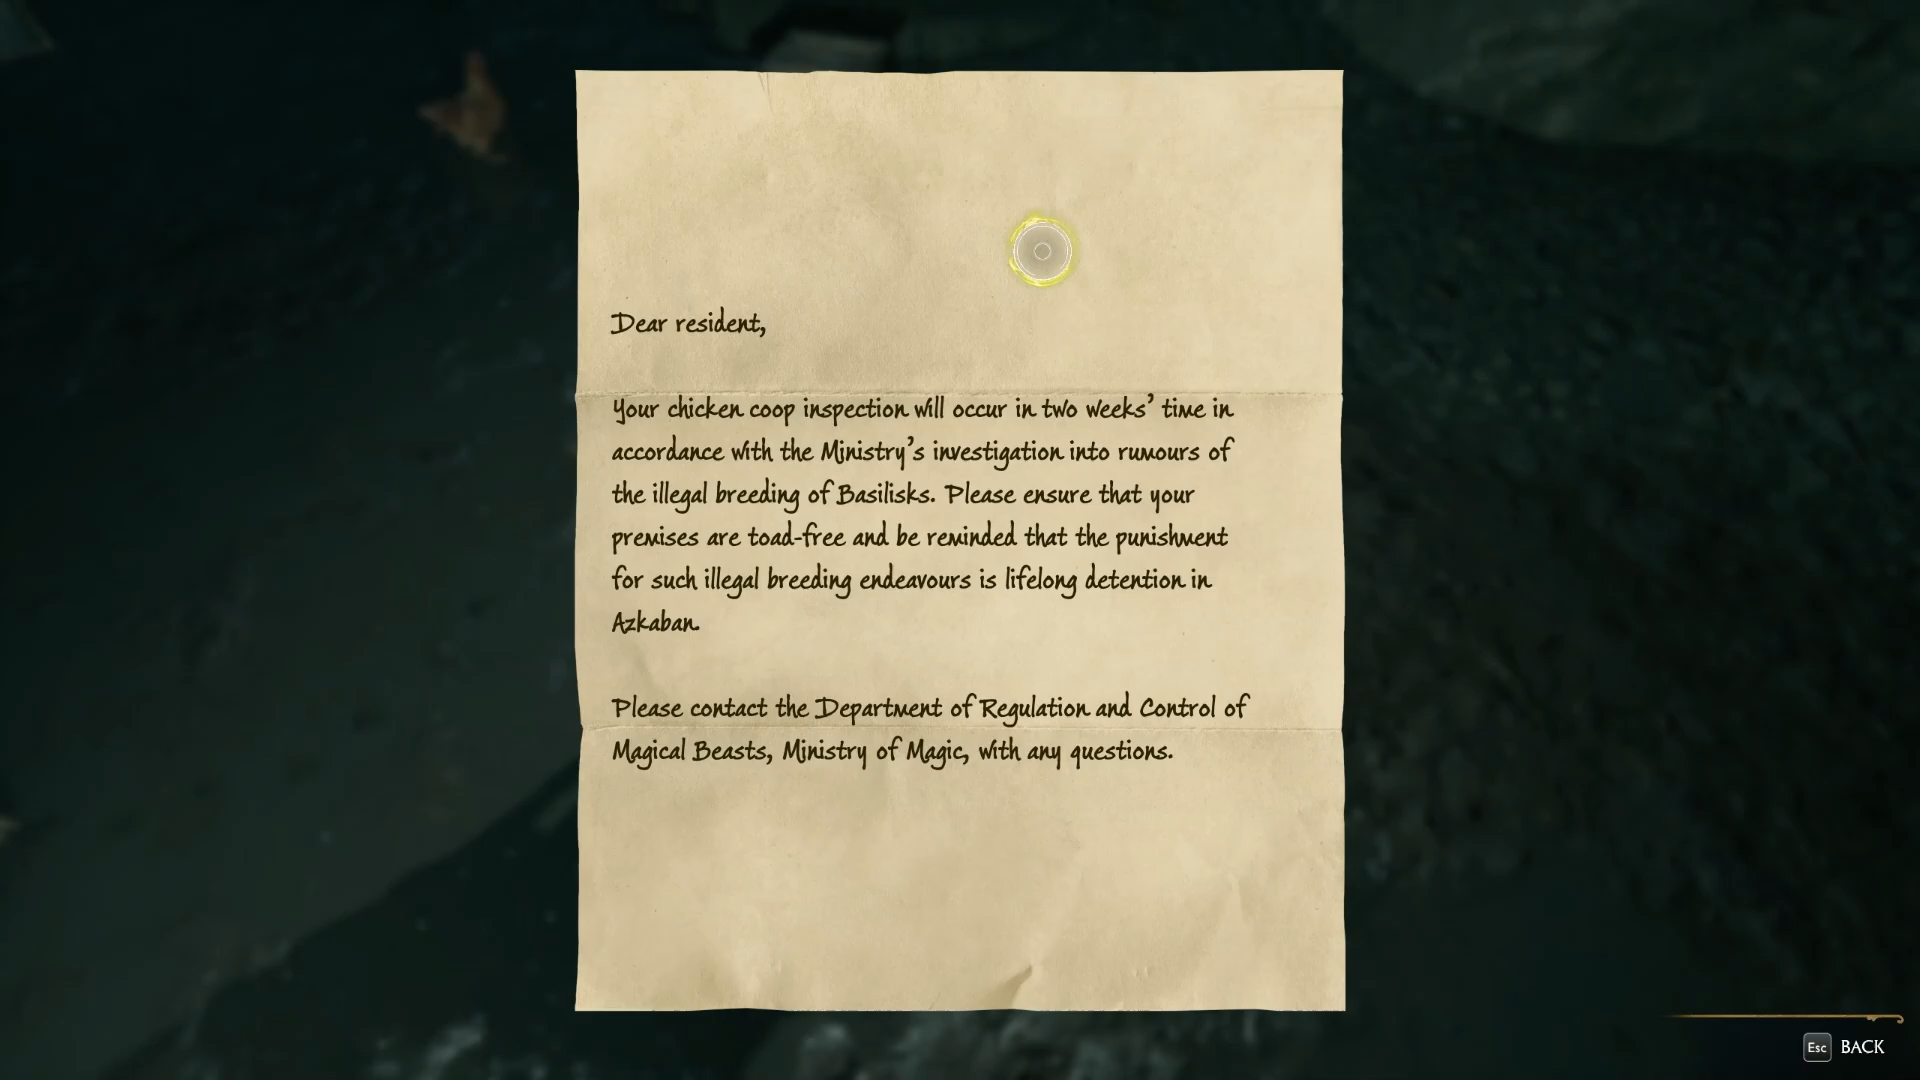 Dear resident,
Your chicken coop inspection will occur in two weeks’ time in
accordance with the Ministry’s investigation into rumours of
the illegal breeding of Basilisks. Please ensure that your
premises are toad-free and be reminded that the punishment
for such illegal breeding endeavours is lifelong detention in
Azkaban.
Please contact the Department of Regulation and Control of
Magical Beasts, Ministry of Magic, with any questions.
Esc BACK